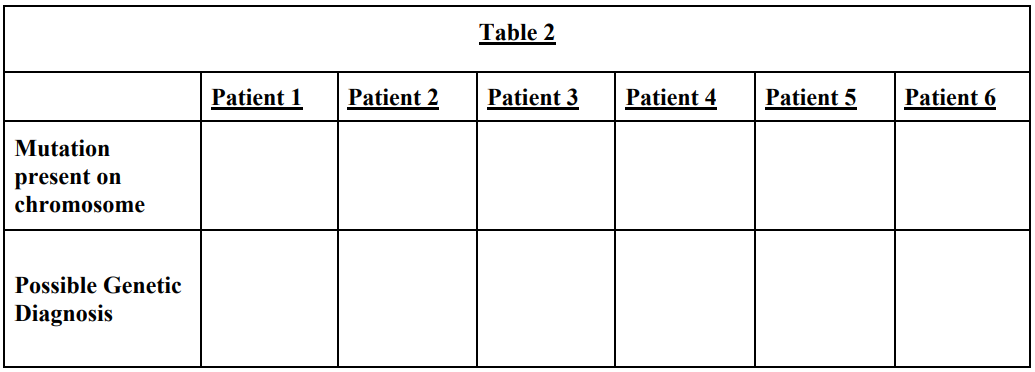 Table 2
Patient 1 Patient 2 Patient 3 Patient 4 Patient 5 Patient 6
Mutation
present on
chromosome
Possible Genetic
Diagnosis